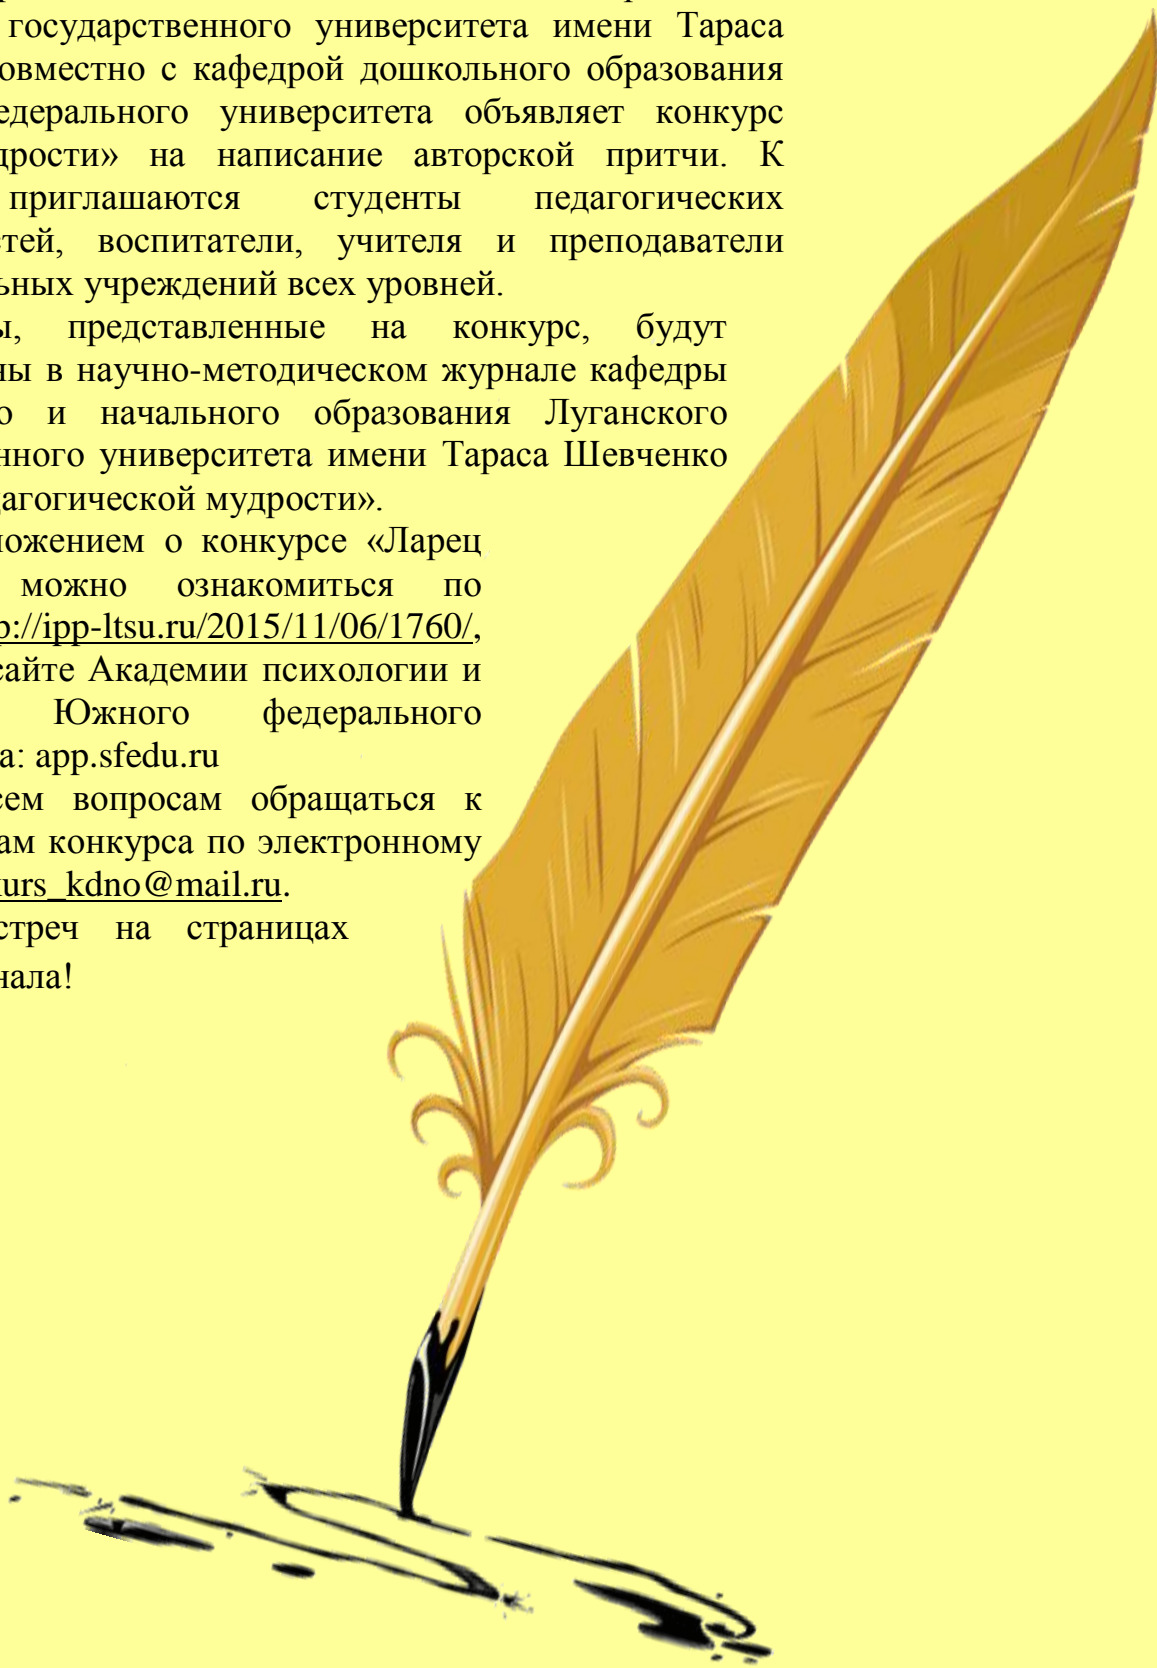 государственного университета имени Тараса
овместно с кафедрой дошкольного образования
едерального университета объявляет конкурс
дрости» на написание авторской притчи. К
приглашаются студенты педагогических
стей, воспитатели, учителя и преподаватели
ьных учреждений всех уровней.
ы, представленные на конкурс, будут
ны в научно-методическом журнале кафедры
о и начального образования Луганского
нного университета имени Тараса Шевченко
дагогической мудрости».
ложением о конкурсе «Ларец
можно ознакомиться по
p://ipp-ltsu.ru/2015/11/06/1760/,
сайте Академии психологии и
Южного федерального
а: app.sfedu.ru
сем вопросам обращаться к
ам конкурса по электронному
kurs_kdno@mail.ru.
стреч на страницах
нала!